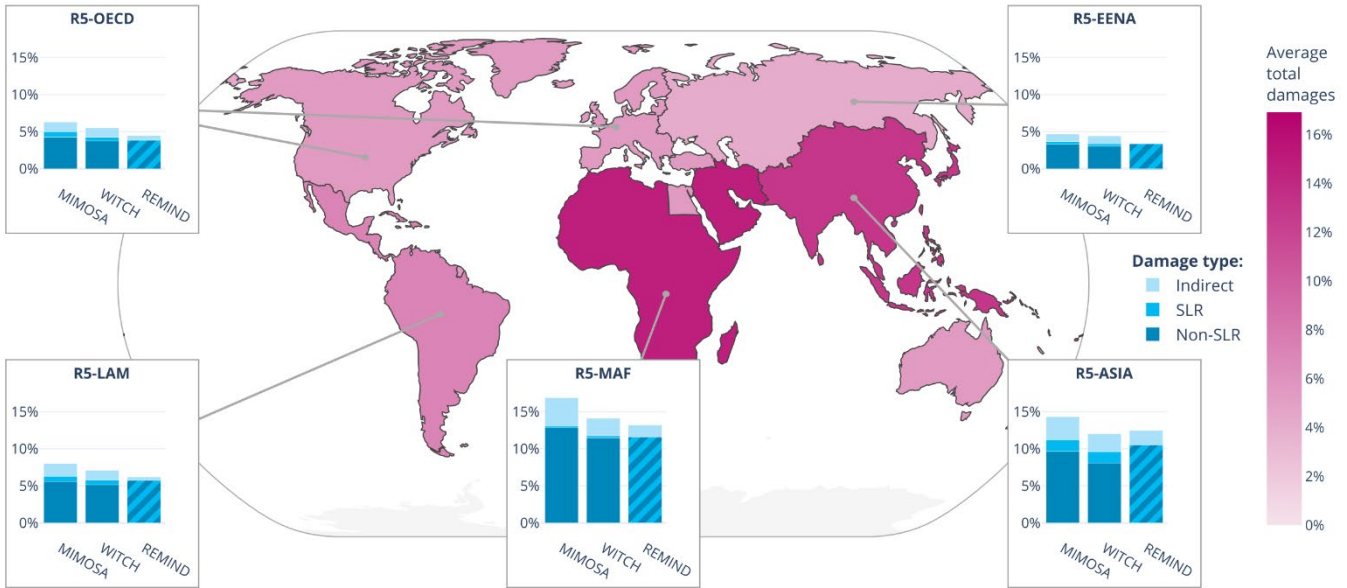 R5-OECD
15%
10%
5%
0%
MIMOSA
WITCH
REMIND
R5-EENA
15%
10%
5%
0%
MIMOSA
WITCH
REMIND
Average
total
damages
16%
14%
12%
10%
8%
6%
4%
2%
0%
Damage type:
Indirect
SLR
Non-SLR
R5-LAM
15%
10%
5%
0%
MIMOSA
WITCH
REMIND
R5-MAF
15%
10%
5%
0%
MIMOSA
WITCH
REMIND
R5-ASIA
15%
10%
5%
0%
MIMOSA
WITCH
REMIND